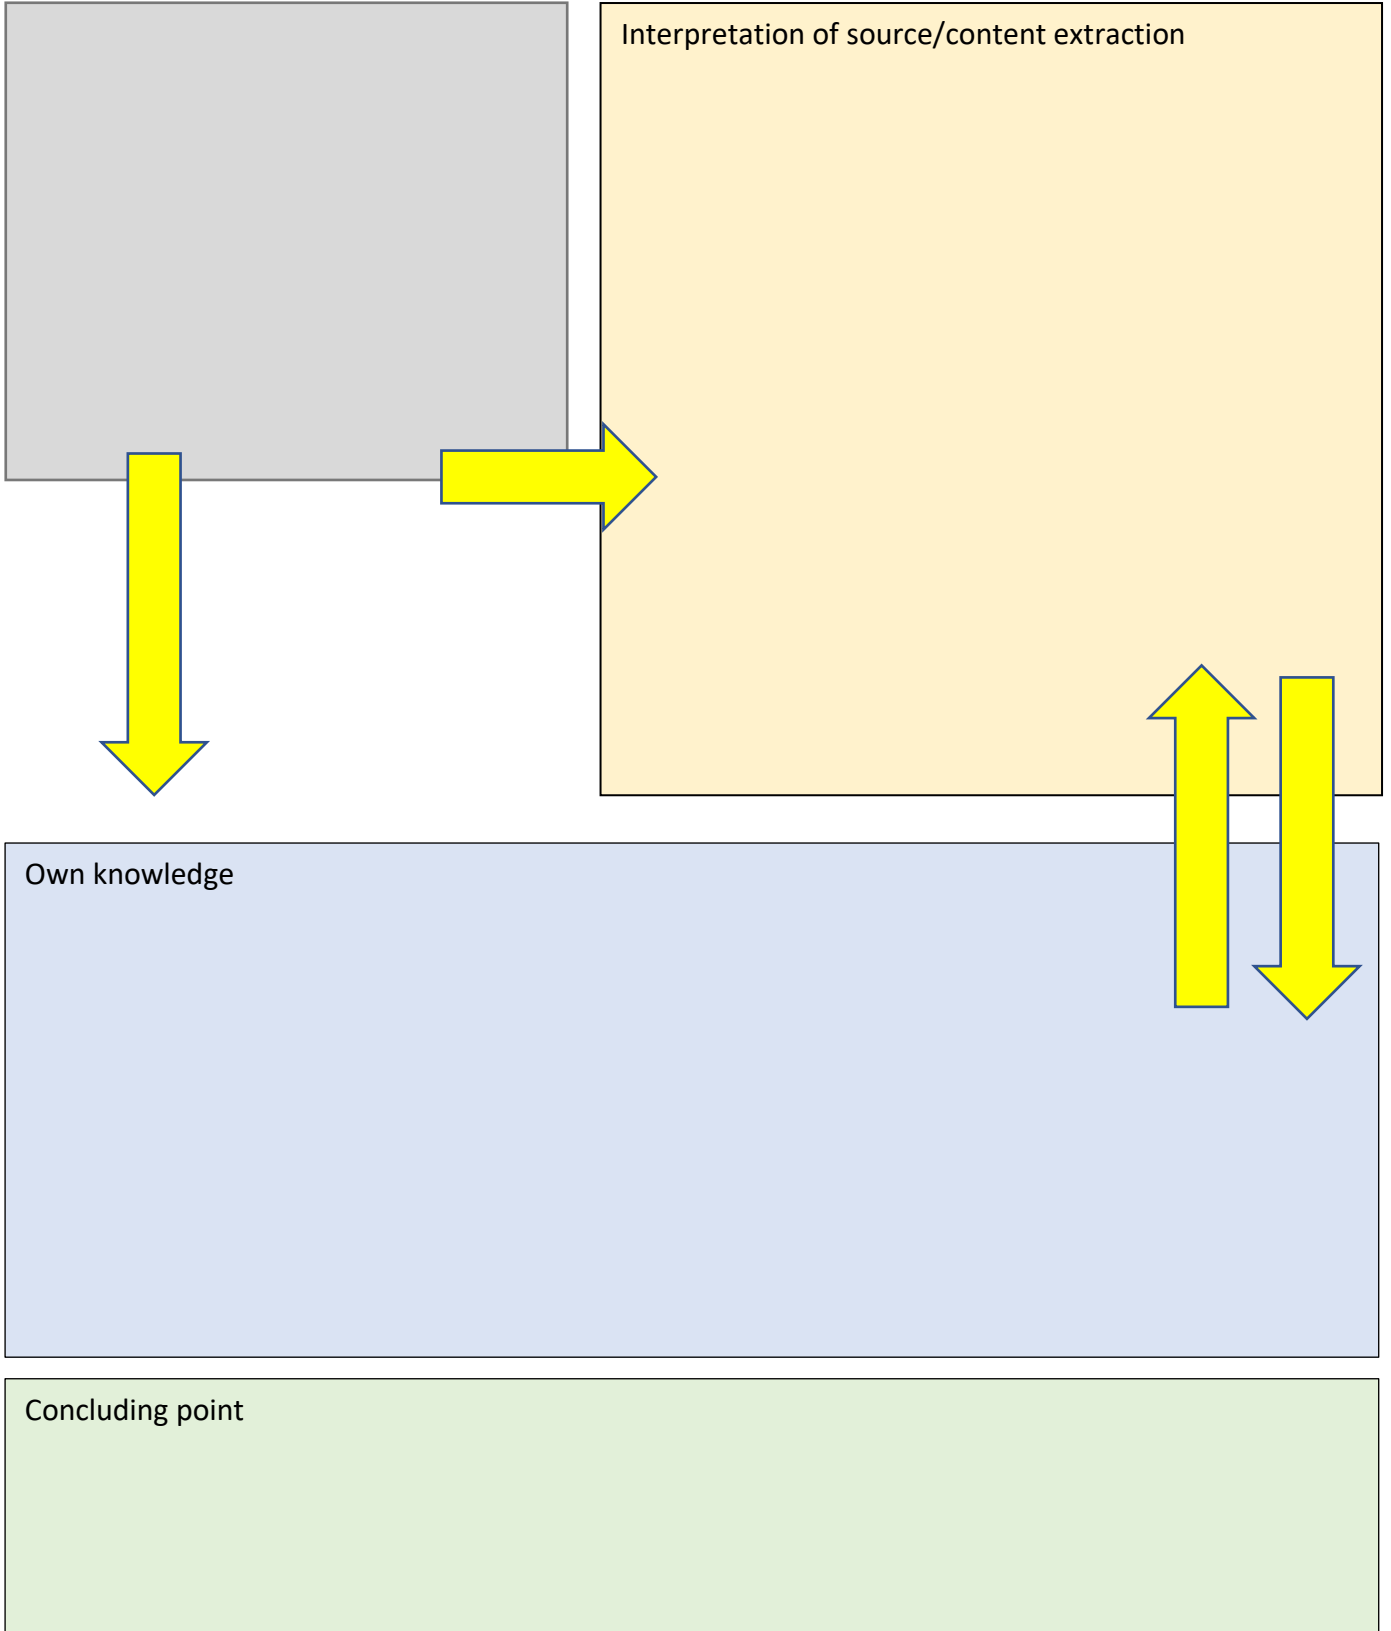 Interpretation of source/content extraction
Own knowledge
Concluding point